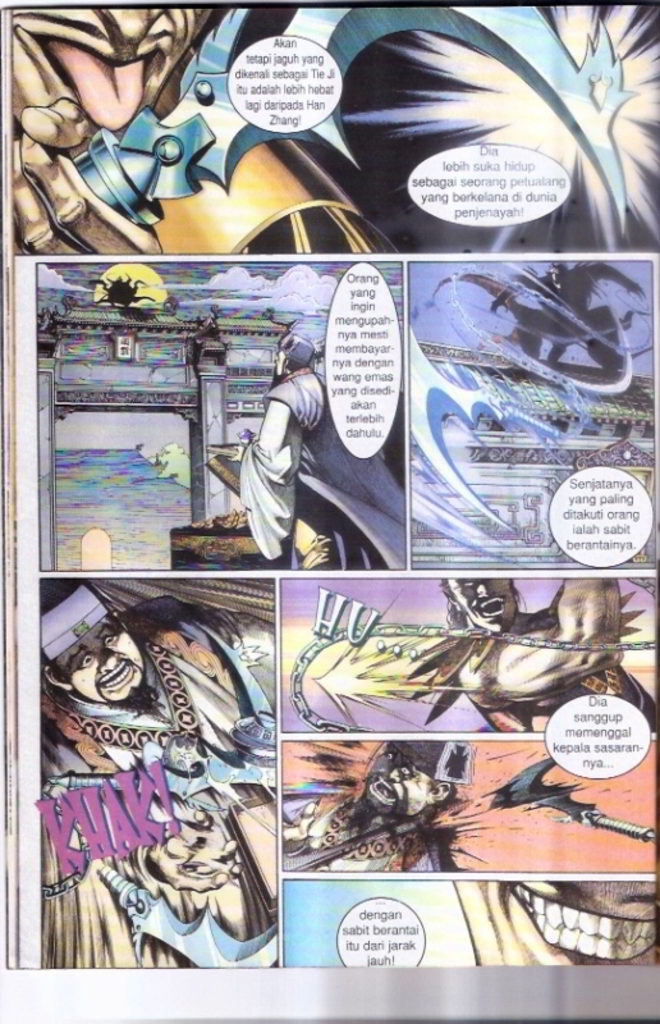 Akan
tetapi jaguh yang
dikenali sebagai Tie Ji
itu adalah lebih hebat
lagi daripada Han
Zhang!
Dia
lebih suka hidup
sebagai seorang petualang
yang berkelana di dunia
penjenayah!
Orang
yang
ingin
mengupah-
nya mesti
membayar-
nya dengan
wang emas
yang disedi-
akan
terlebih
dahulu.
Senjatanya
yang paling
ditakuti orang
ialah sabit
berantainya.
KHAK!
HU...
Dia
sanggup
memenggal
kepala sasaran-
nya...
...
dengan
sabit berantai
itu dari jarak
jauh!